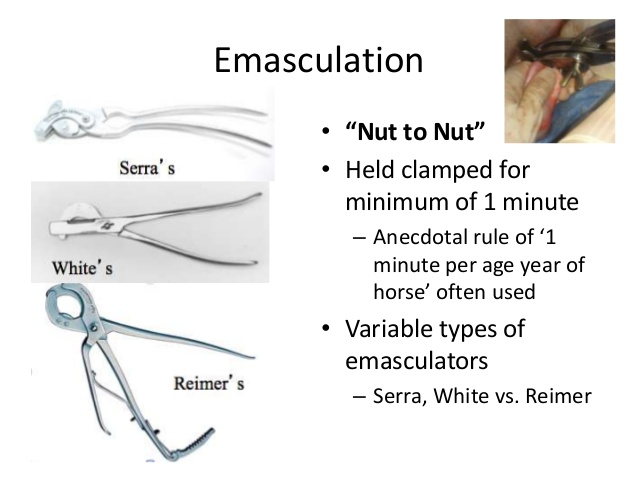 Emasculation
Serra's
White's
Reimer's
• “Nut to Nut”
• Held clamped for
minimum of 1 minute
– Anecdotal rule of ‘1
minute per age year of
horse’ often used
• Variable types of
emasculators
– Serra, White vs. Reimer